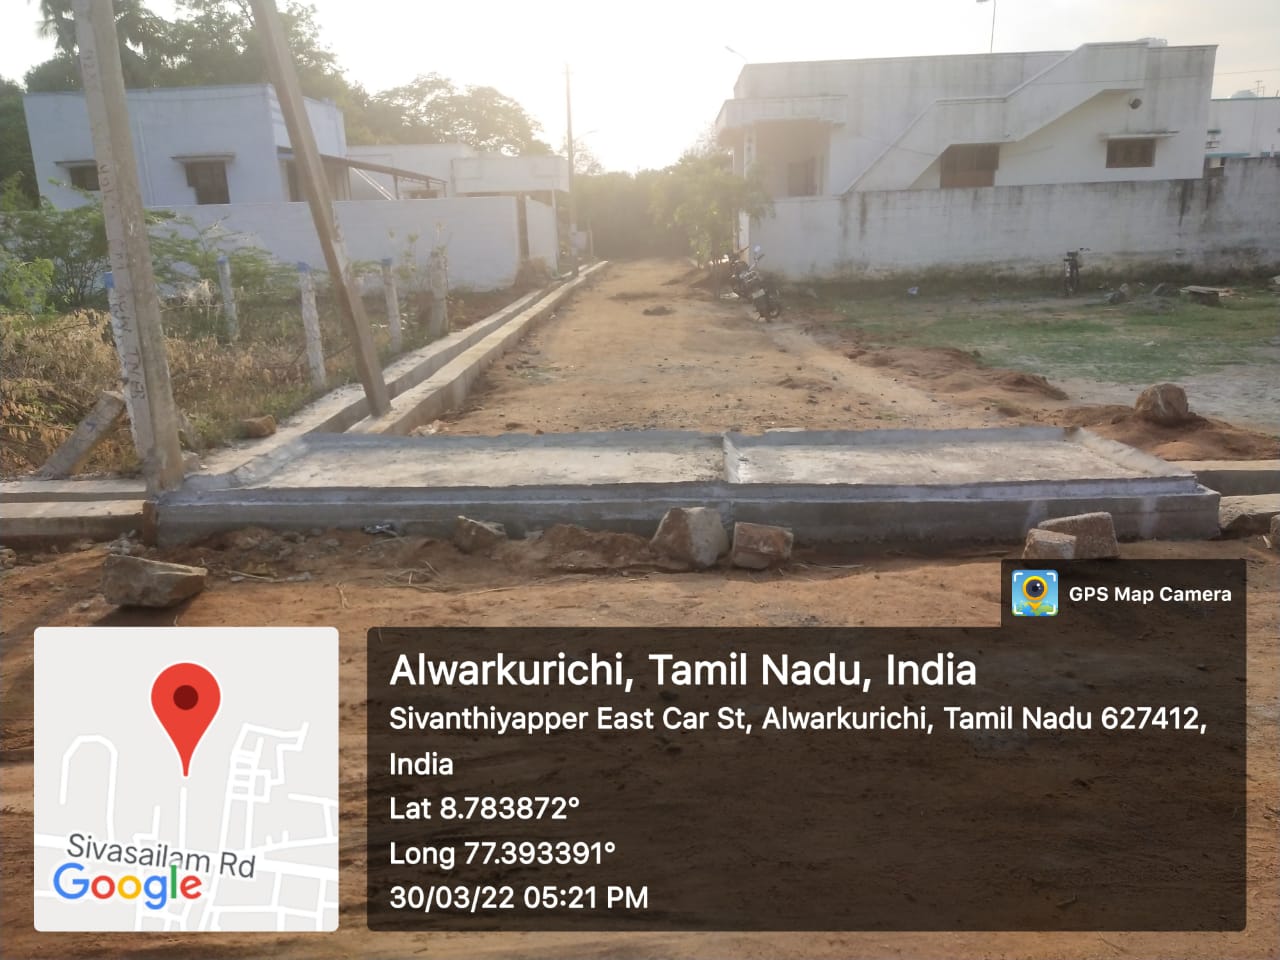 GPS Map Camera
Alwarkurichi, Tamil Nadu, India
Sivanthiyapper East Car St, Alwarkurichi, Tamil Nadu 627412,
India
Lat 8.783872°
Long 77.393391°
30/03/22 05:21 PM
Sivasailam Rd
Google